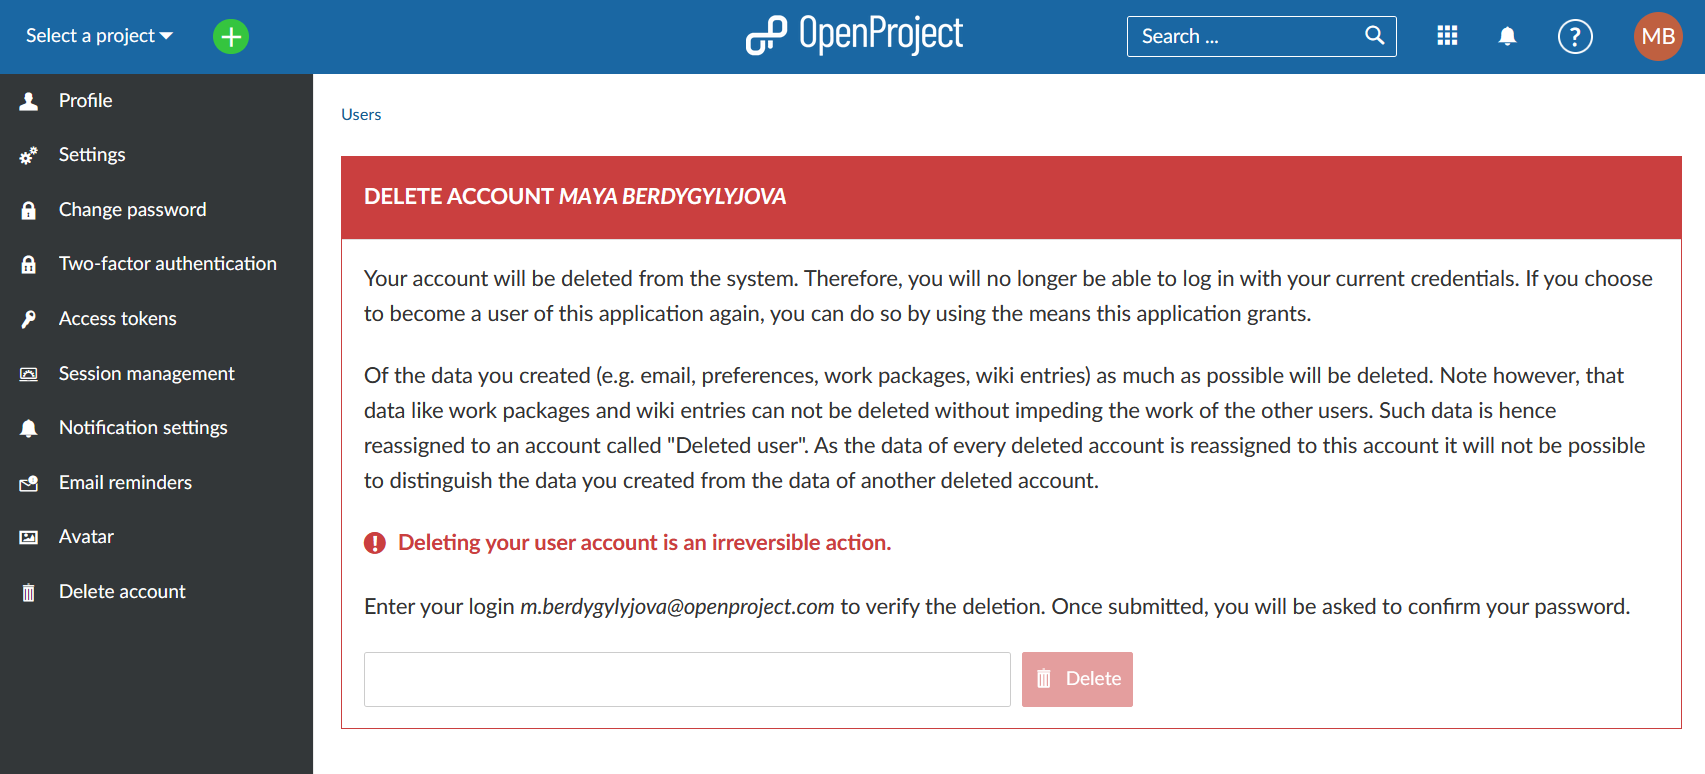 Select a project
OpenProject
Search ...
?
MB
Profile
Settings
Change password
Two-factor authentication
Access tokens
Session management
Notification settings
Email reminders
Avatar
Delete account
Users
DELETE ACCOUNT MAYA BERDYGYLYJOVA
Your account will be deleted from the system. Therefore, you will no longer be able to log in with your current credentials. If you choose
to become a user of this application again, you can do so by using the means this application grants.
Of the data you created (e.g. email, preferences, work packages, wiki entries) as much as possible will be deleted. Note however, that
data like work packages and wiki entries can not be deleted without impeding the work of the other users. Such data is hence
reassigned to an account called "Deleted user". As the data of every deleted account is reassigned to this account it will not be possible
to distinguish the data you created from the data of another deleted account.
Deleting your user account is an irreversible action.
Enter your login m.berdygylyjova@openproject.com to verify the deletion. Once submitted, you will be asked to confirm your password.
Delete